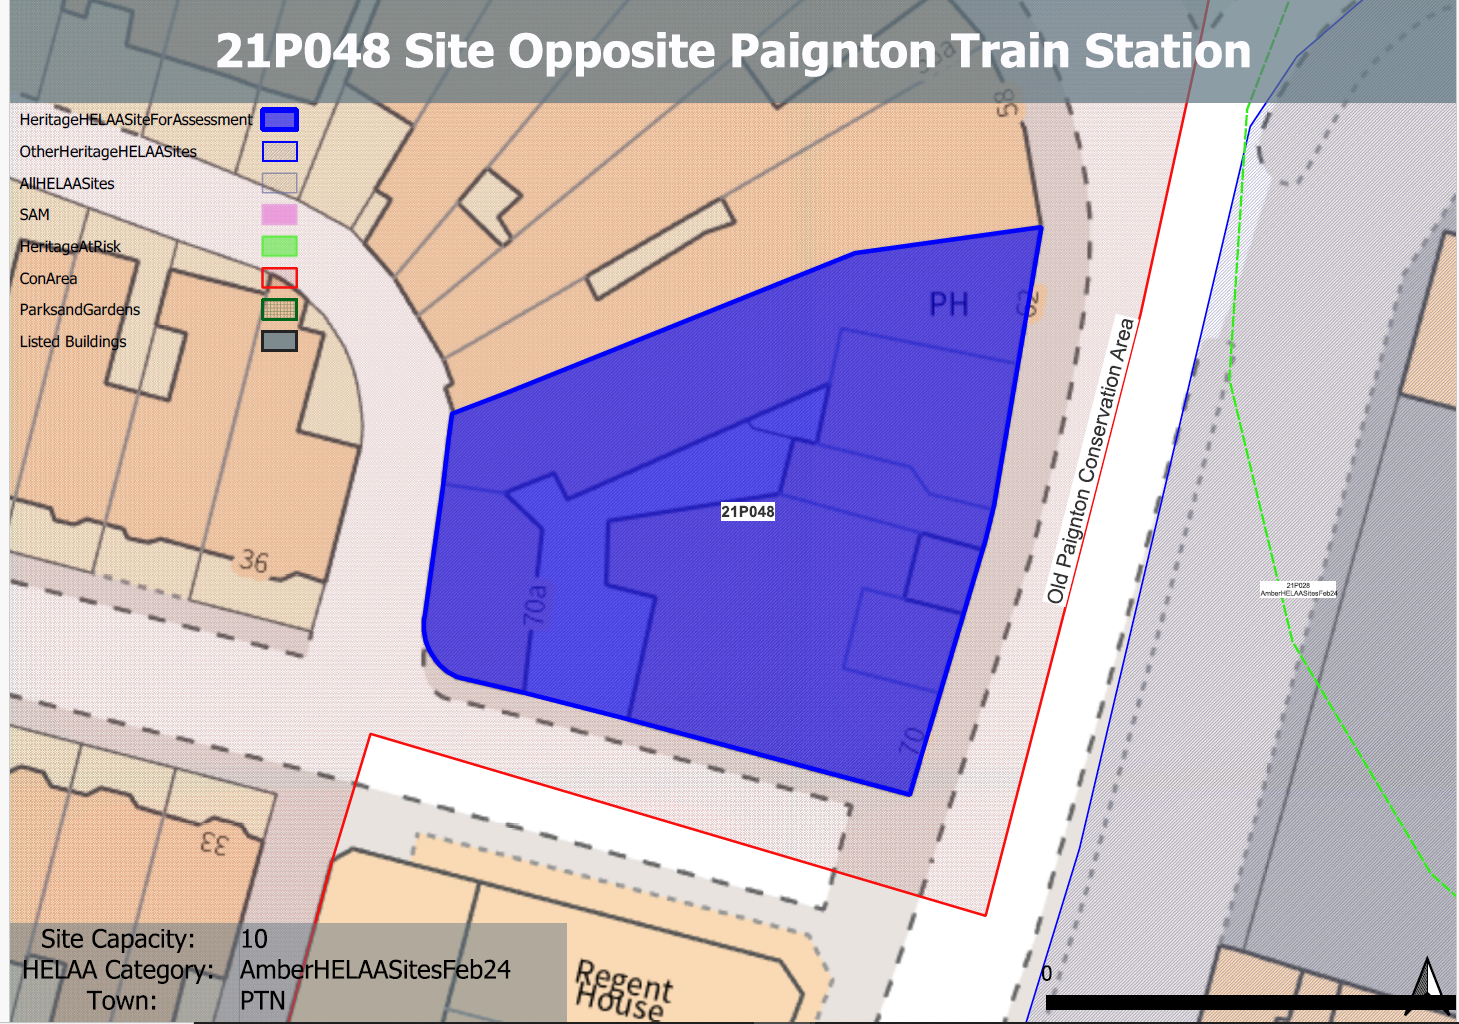 21P048 Site Opposite Paignton Train Station
58
HeritageHELAASiteForAssessment
OtherHeritageHELAASites
AllHELAASites
SAM
HeritageAtRisk
ConArea
ParksandGardens
Listed Buildings
PH
62
Old Paignton Conservation Area
21P048
36
70a
21P028
AmberHELAASitesFeb24
70
33
Regent
House
Site Capacity: 10
HELAA Category: AmberHELAASitesFeb24
Town: PTN
0